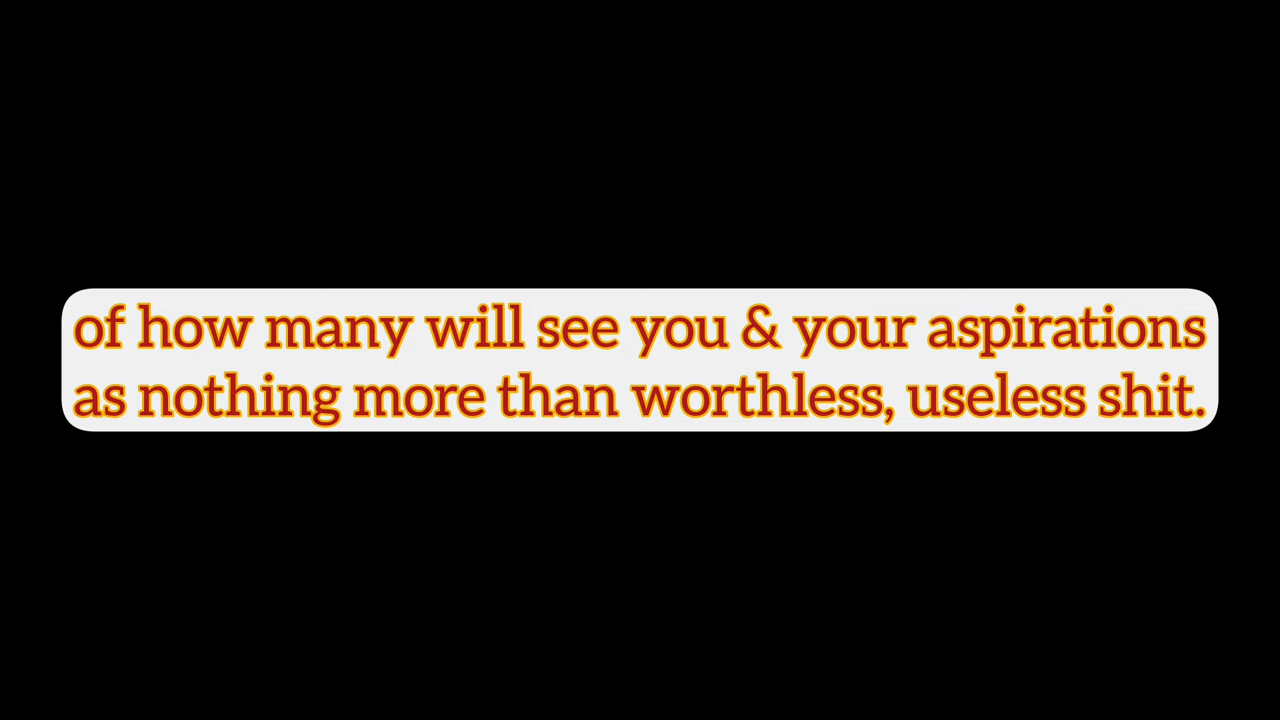 of how many will see you & your aspirations
as nothing more than worthless, useless shit.